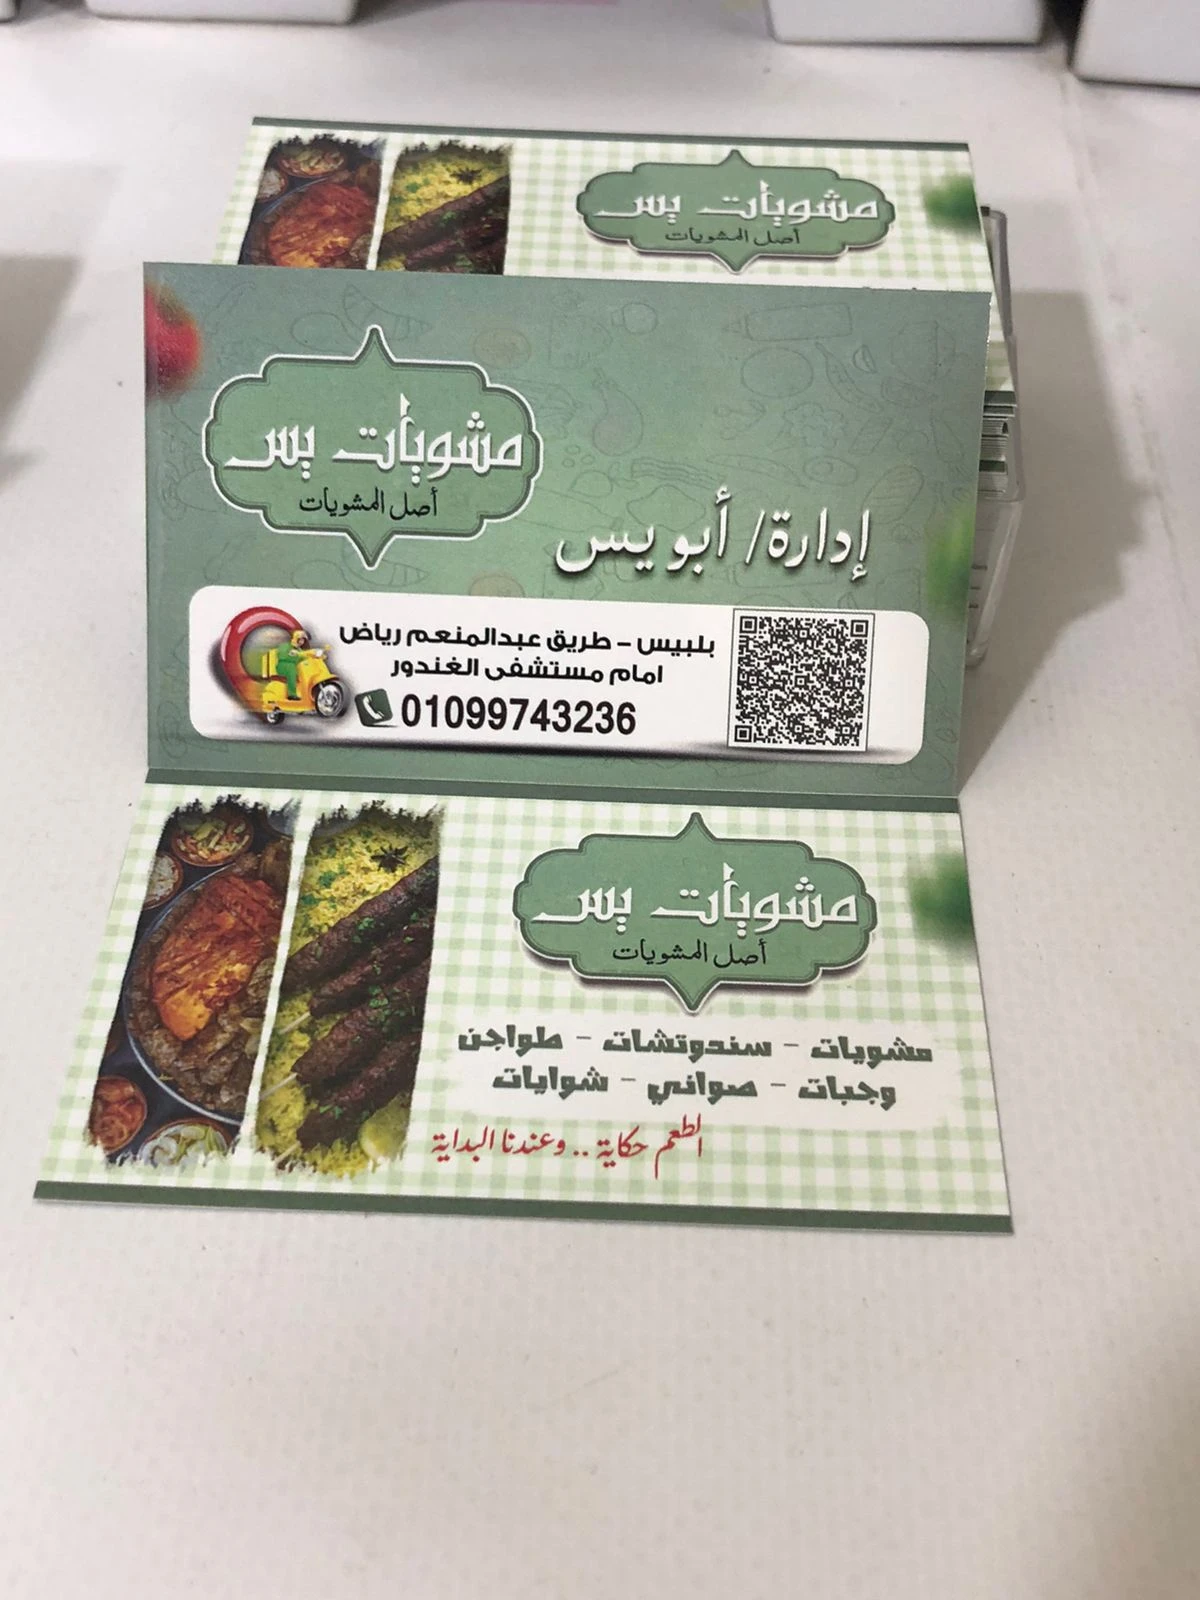 مشويات يس
أصل المشويات
مشويات يس
أصل المشويات
إدارة/ أبو يس
بلبيس - طريق عبدالمنعم رياض
امام مستشفى الغندور
01099743236
مشويات يس
أصل المشويات
مشويات - سندوتشات - طواجن
وجبات - صواني - شوايات
الطعم حكاية .. وعندنا البداية